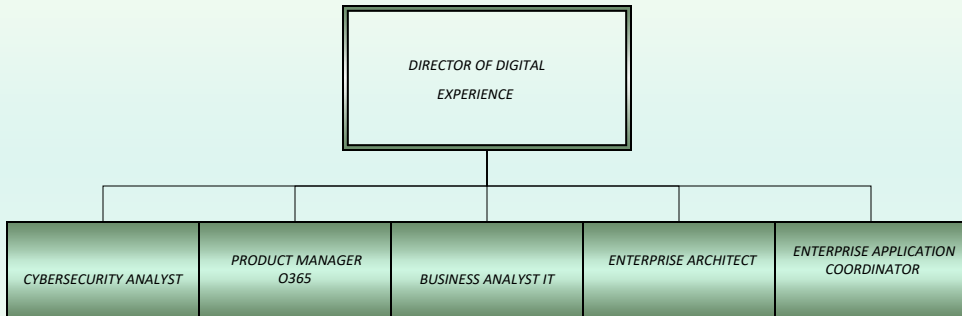 DIRECTOR OF DIGITAL
EXPERIENCE
CYBERSECURITY ANALYST
PRODUCT MANAGER
O365
BUSINESS ANALYST IT
ENTERPRISE ARCHITECT
ENTERPRISE APPLICATION
COORDINATOR